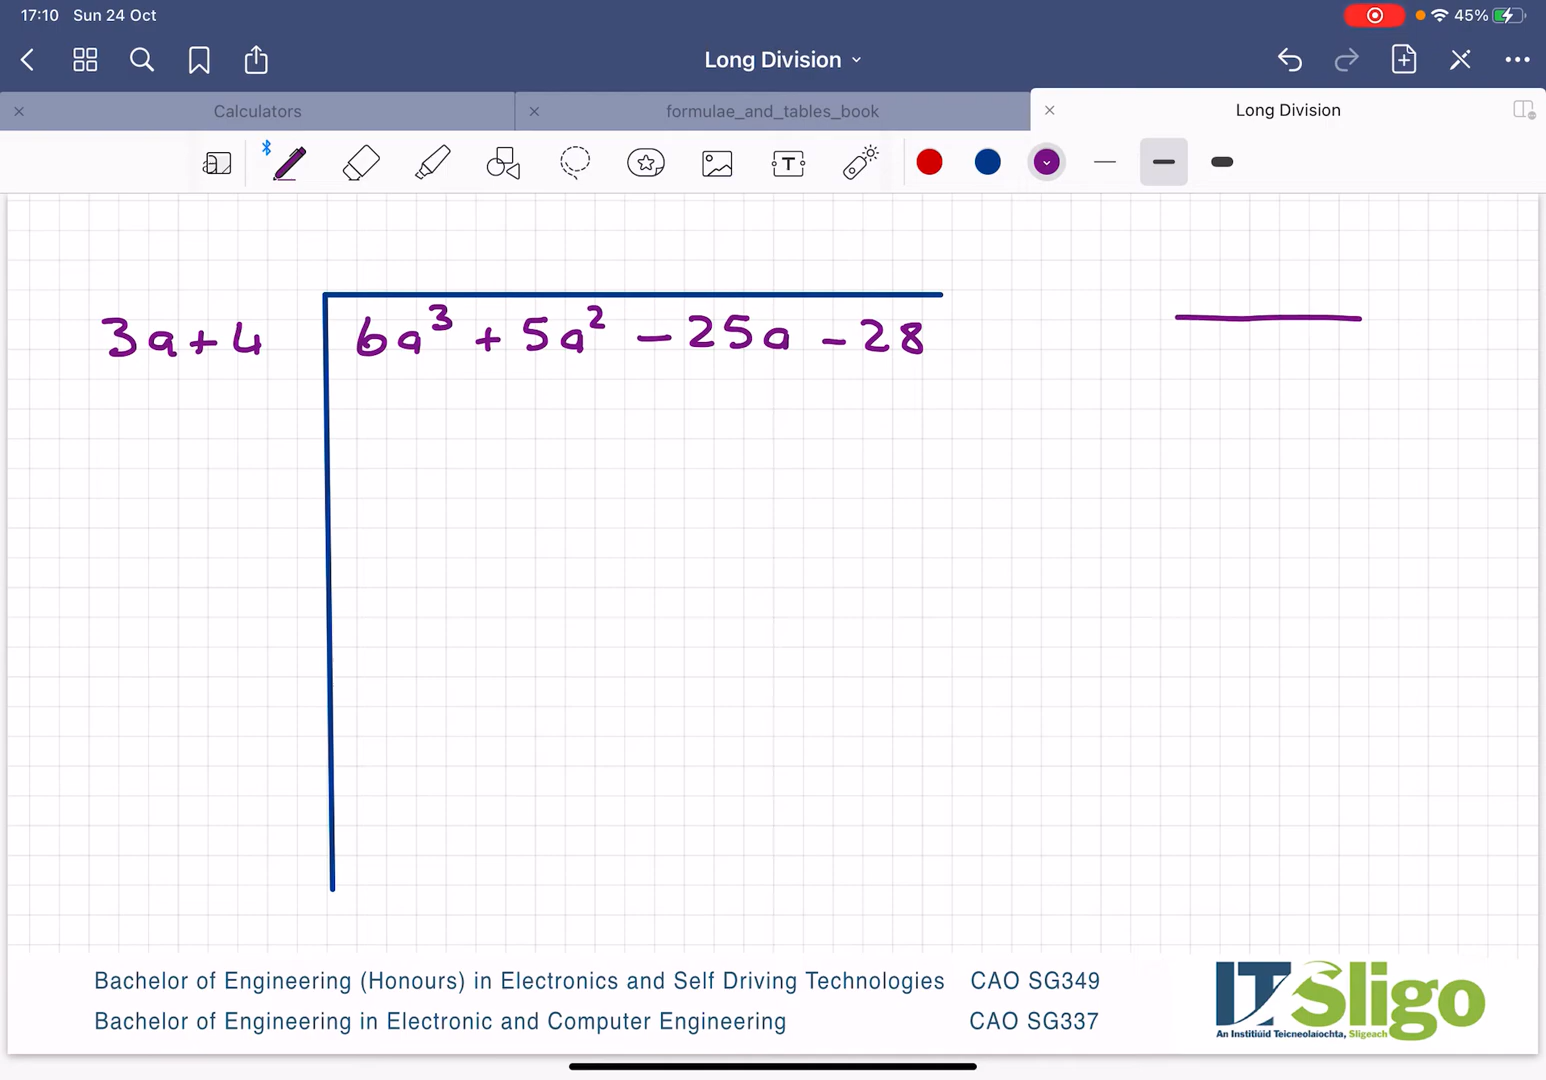 17:10 Sun 24 Oct 45%
Long Division
Calculators formulae_and_tables_book Long Division
T
3a+4 6a³ + 5a² - 25a - 28
Bachelor of Engineering (Honours) in Electronics and Self Driving Technologies CAO SG349
Bachelor of Engineering in Electronic and Computer Engineering CAO SG337
IT Sligo
An Institiúid Teicneolaíochta, Sligeach